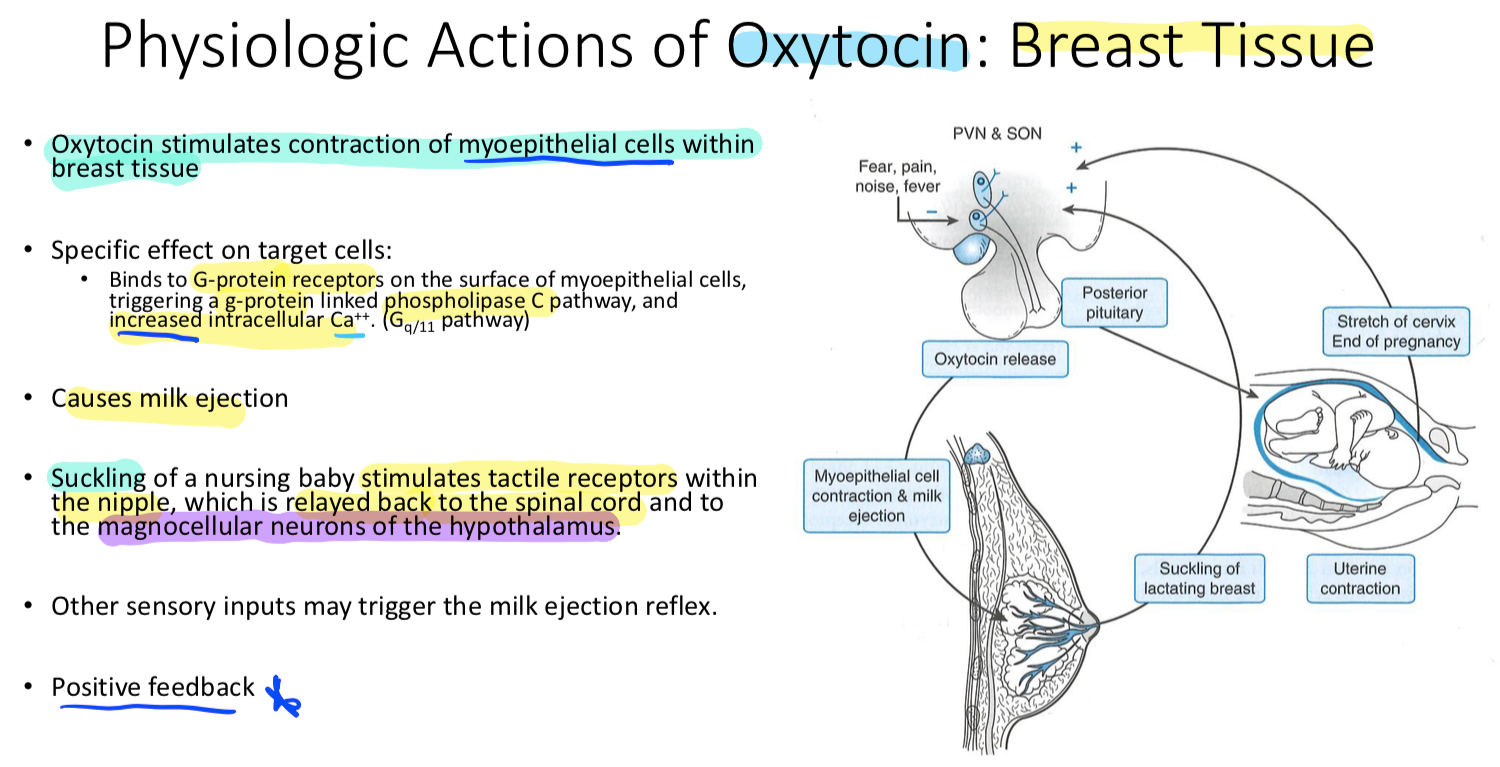 Physiologic Actions of Oxytocin: Breast Tissue
• Oxytocin stimulates contraction of myoepithelial cells within
breast tissue
• Specific effect on target cells:
• Binds to G-protein receptors on the surface of myoepithelial cells,
triggering a g-protein linked phospholipase C pathway, and
increased intracellular Ca⁺⁺. (Gq/11 pathway)
• Causes milk ejection
• Suckling of a nursing baby stimulates tactile receptors within
the nipple, which is relayed back to the spinal cord and to
the magnocellular neurons of the hypothalamus.
• Other sensory inputs may trigger the milk ejection reflex.
• Positive feedback
PVN & SON
+
Fear, pain,
noise, fever
+
−
Posterior
pituitary
Stretch of cervix
End of pregnancy
Oxytocin release
Myoepithelial cell
contraction & milk
ejection
Suckling of
lactating breast
Uterine
contraction